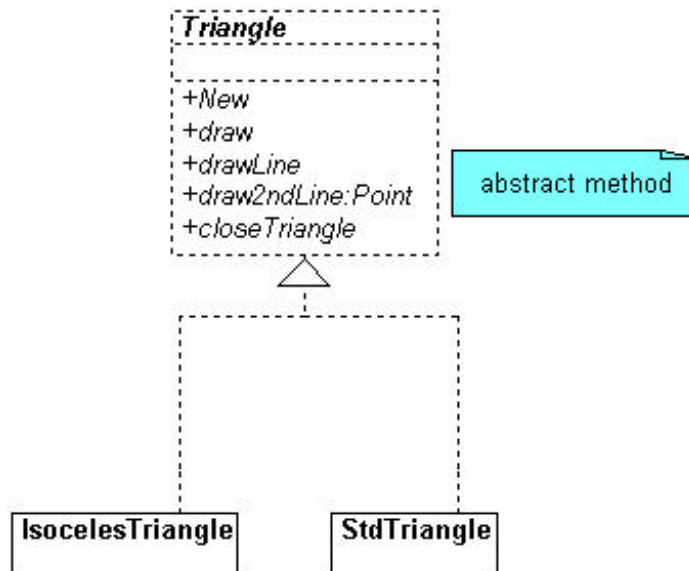 Triangle
+New
+draw
+drawLine
+draw2ndLine:Point
+closeTriangle
abstract method
IsocelesTriangle
StdTriangle